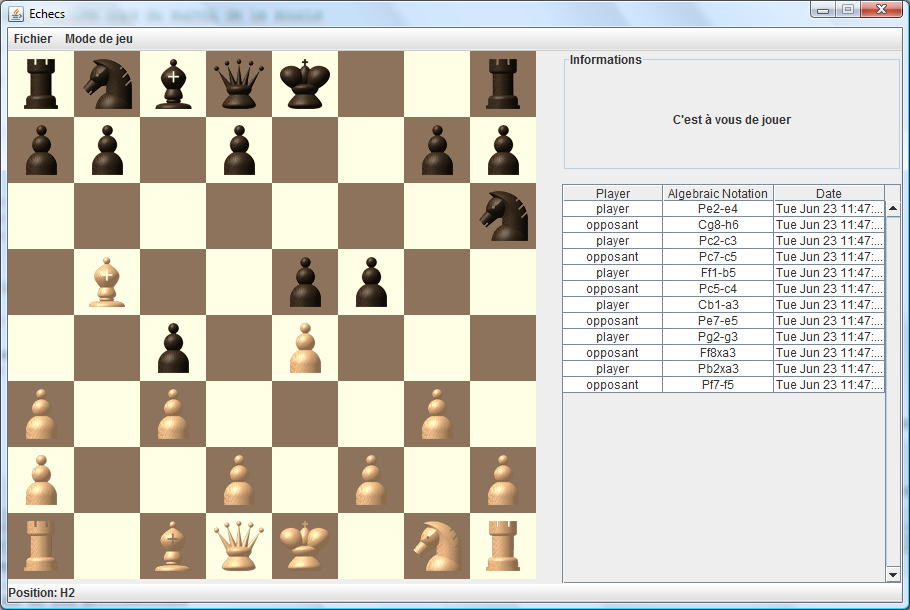 Echecs
Fichier Mode de jeu
Informations
C'est à vous de jouer
Player Algebraic Notation Date
player Pe2-e4 Tue Jun 23 11:47:...
opposant Cg8-h6 Tue Jun 23 11:47:...
player Pc2-c3 Tue Jun 23 11:47:...
opposant Pc7-c5 Tue Jun 23 11:47:...
player Ff1-b5 Tue Jun 23 11:47:...
opposant Pc5-c4 Tue Jun 23 11:47:...
player Cb1-a3 Tue Jun 23 11:47:...
opposant Pe7-e5 Tue Jun 23 11:47:...
player Pg2-g3 Tue Jun 23 11:47:...
opposant Ff8xa3 Tue Jun 23 11:47:...
player Pb2xa3 Tue Jun 23 11:47:...
opposant Pf7-f5 Tue Jun 23 11:47:...
Position: H2